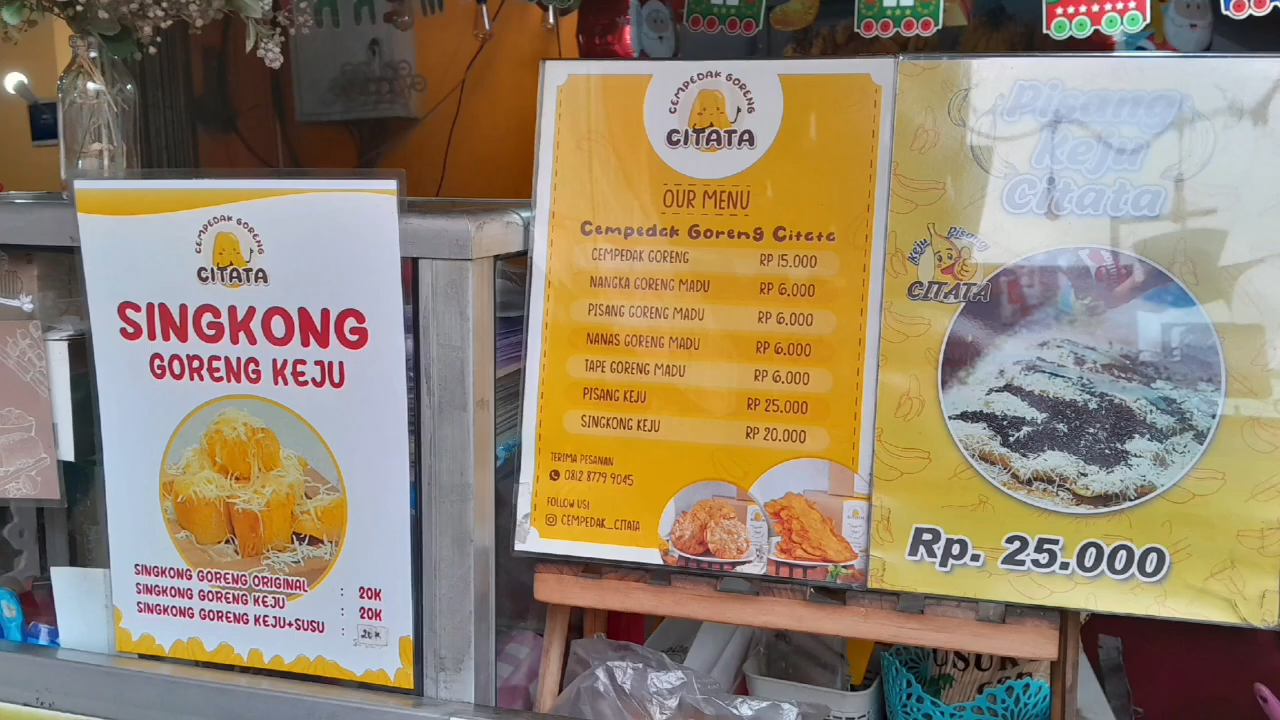 CEMPEDAK GORENG
CITATA
SINGKONG
GORENG KEJU
SINGKONG GORENG ORIGINAL : 20K
SINGKONG GORENG KEJU : 20K
SINGKONG GORENG KEJU+SUSU : 20K
CEMPEDAK GORENG
CITATA
OUR MENU
Cempedak Goreng Citata
CEMPEDAK GORENG RP 15.000
NANGKA GORENG MADU RP 6.000
PISANG GORENG MADU RP 6.000
NANAS GORENG MADU RP 6.000
TAPE GORENG MADU RP 6.000
PISANG KEJU RP 25.000
SINGKONG KEJU RP 20.000
TERIMA PESANAN
0812 8779 9045
FOLLOW US!
CEMPEDAK_CITATA
Pisang
Keju
Citata
Keju Pisang
CITATA
Rp. 25.000